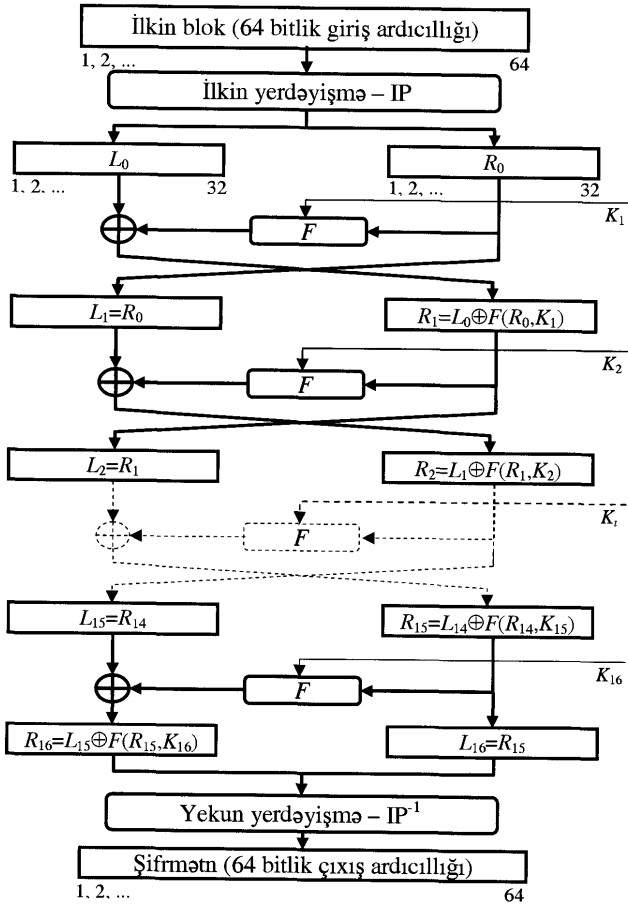 İlkin blok (64 bitlik giriş ardıcıllığı)
1, 2, ... 64
İlkin yerdəyişmə – IP
L₀ R₀
1, 2, ... 32 1, 2, ... 32
K₁
F
L₁=R₀ R₁=L₀⊕F(R₀,K₁)
K₂
F
L₂=R₁ R₂=L₁⊕F(R₁,K₂)
Kᵢ
F
L₁₅=R₁₄ R₁₅=L₁₄⊕F(R₁₄,K₁₅)
K₁₆
F
R₁₆=L₁₅⊕F(R₁₅,K₁₆) L₁₆=R₁₅
Yekun yerdəyişmə – IP⁻¹
Şifrmətn (64 bitlik çıxış ardıcıllığı)
1, 2, ... 64